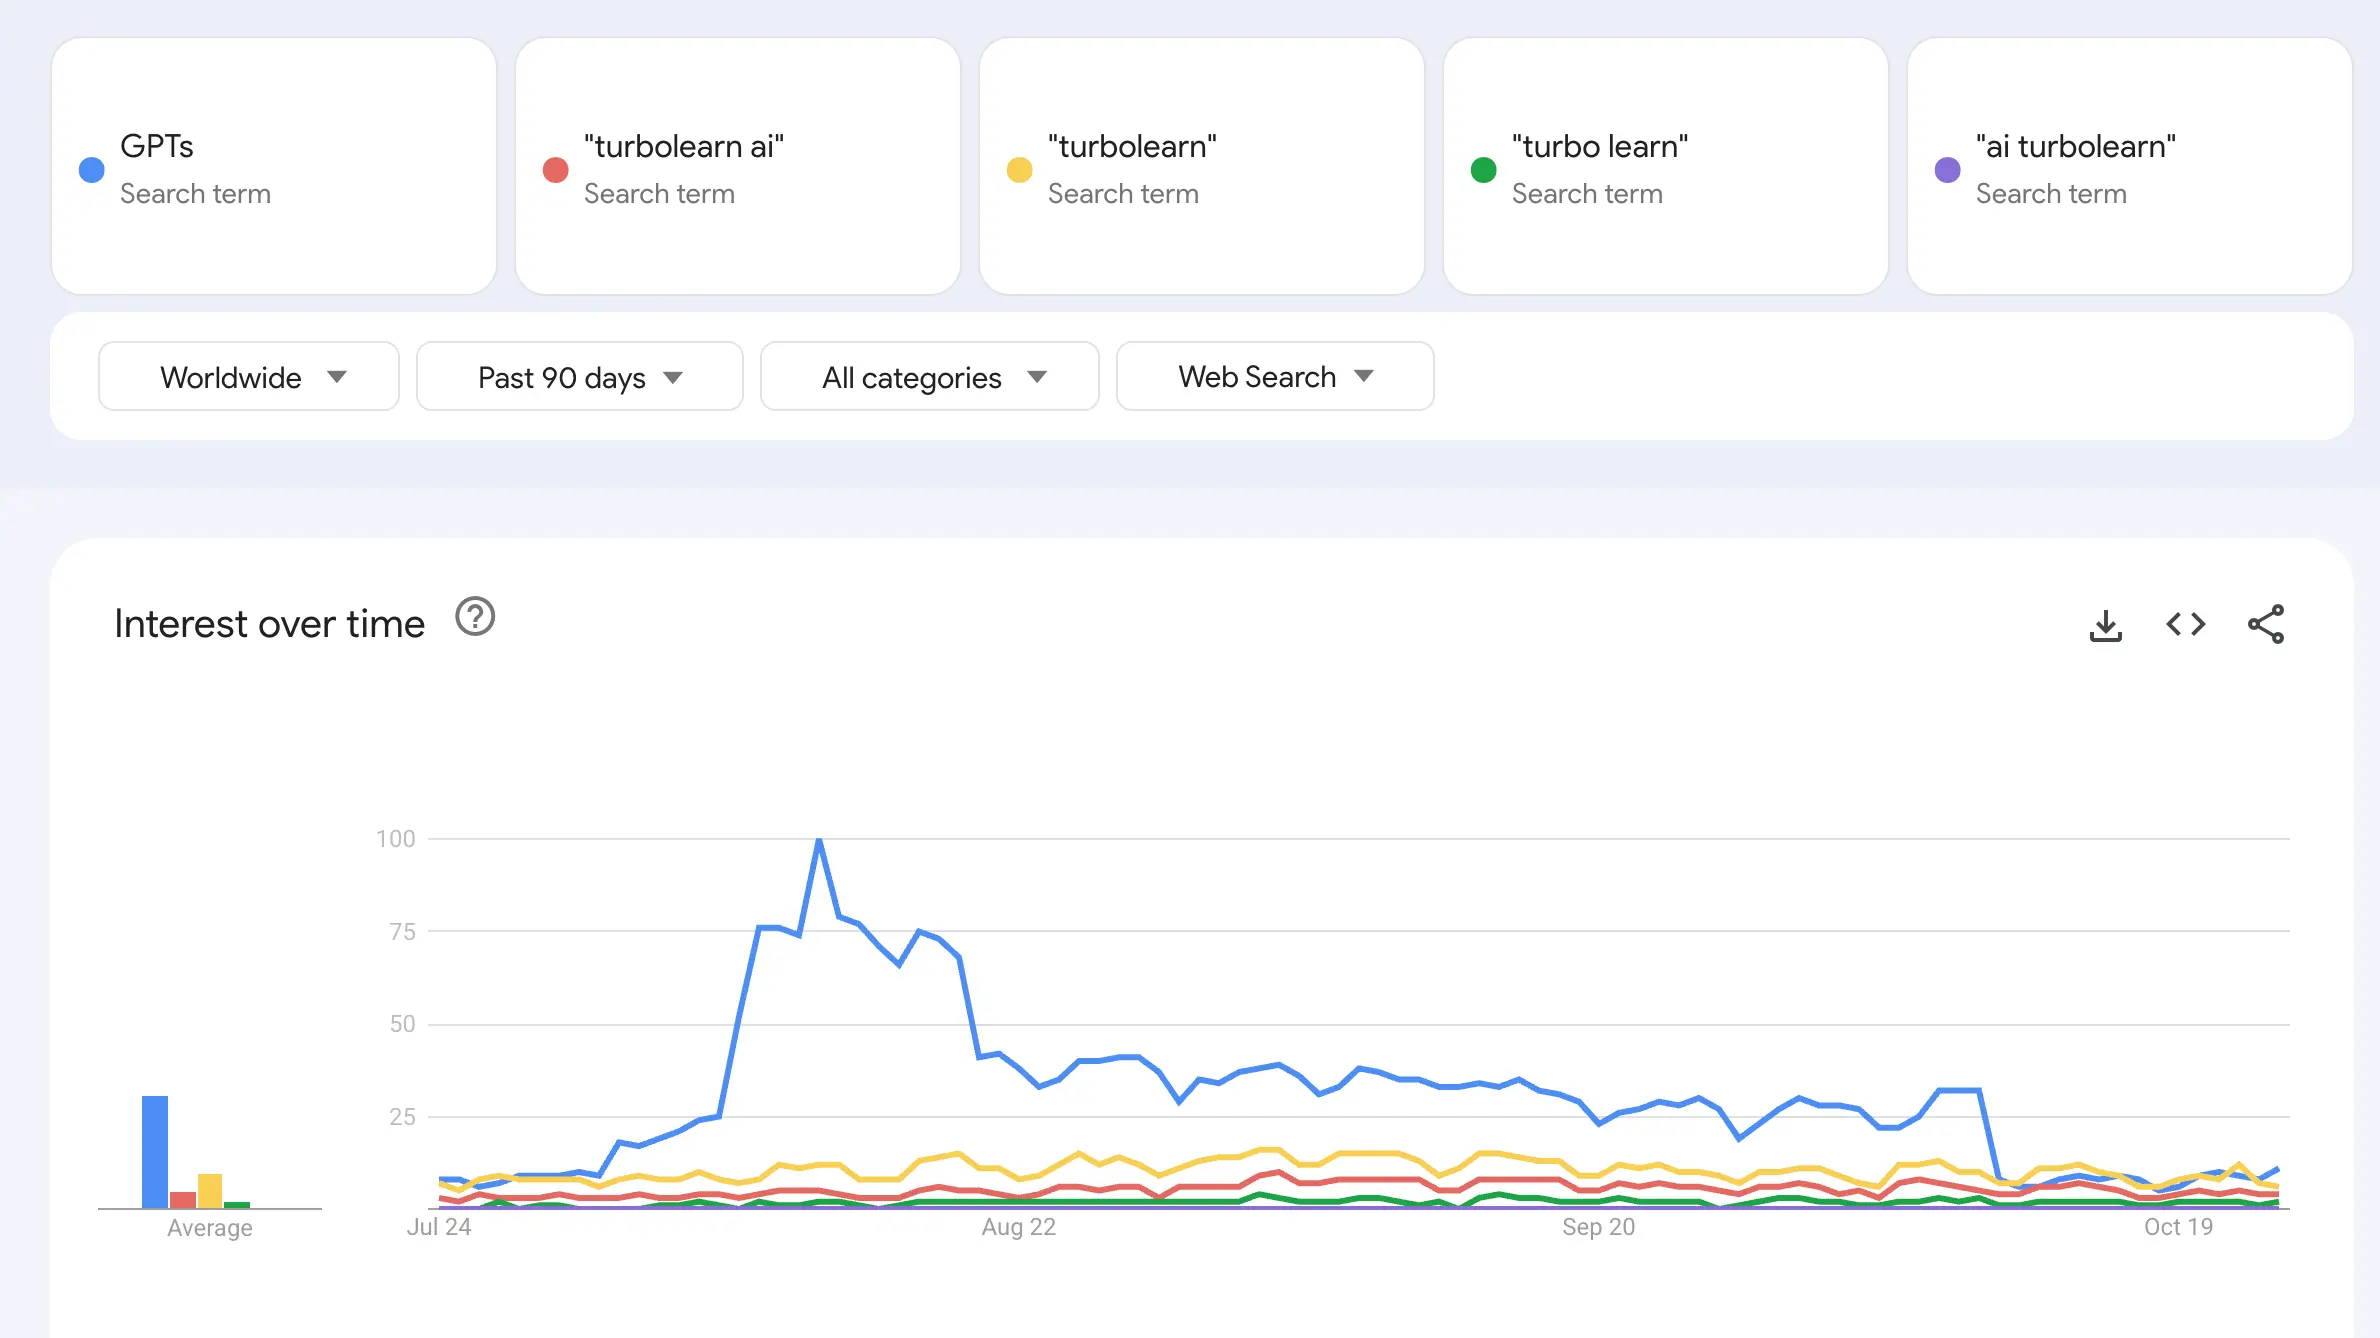 GPTs
Search term
"turbolearn ai"
Search term
"turbolearn"
Search term
"turbo learn"
Search term
"ai turbolearn"
Search term
Worldwide
Past 90 days
All categories
Web Search
Interest over time
100
75
50
25
Average
Jul 24
Aug 22
Sep 20
Oct 19